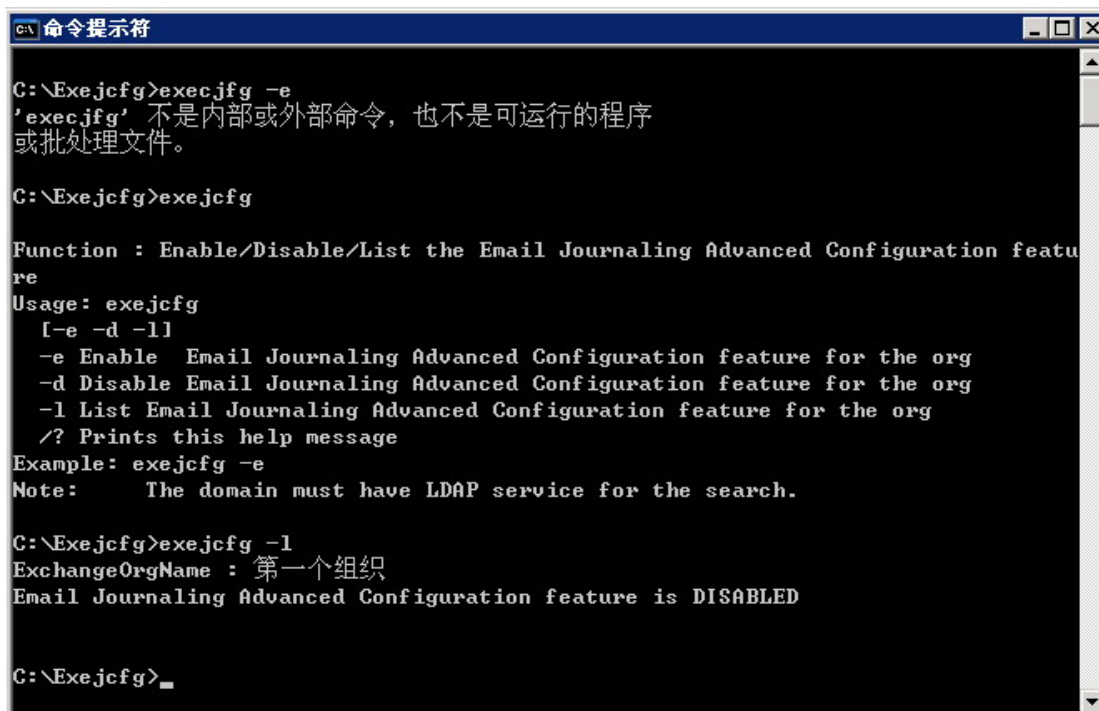 命令提示符
C:\Exejcfg>execjfg -e
'execjfg' 不是内部或外部命令，也不是可运行的程序
或批处理文件。
C:\Exejcfg>exejcfg
Function : Enable/Disable/List the Email Journaling Advanced Configuration featu
re
Usage: exejcfg
[-e -d -l]
-e Enable  Email Journaling Advanced Configuration feature for the org
-d Disable Email Journaling Advanced Configuration feature for the org
-l List Email Journaling Advanced Configuration feature for the org
/? Prints this help message
Example: exejcfg -e
Note:     The domain must have LDAP service for the search.
C:\Exejcfg>exejcfg -l
ExchangeOrgName : 第一个组织
Email Journaling Advanced Configuration feature is DISABLED
C:\Exejcfg>_